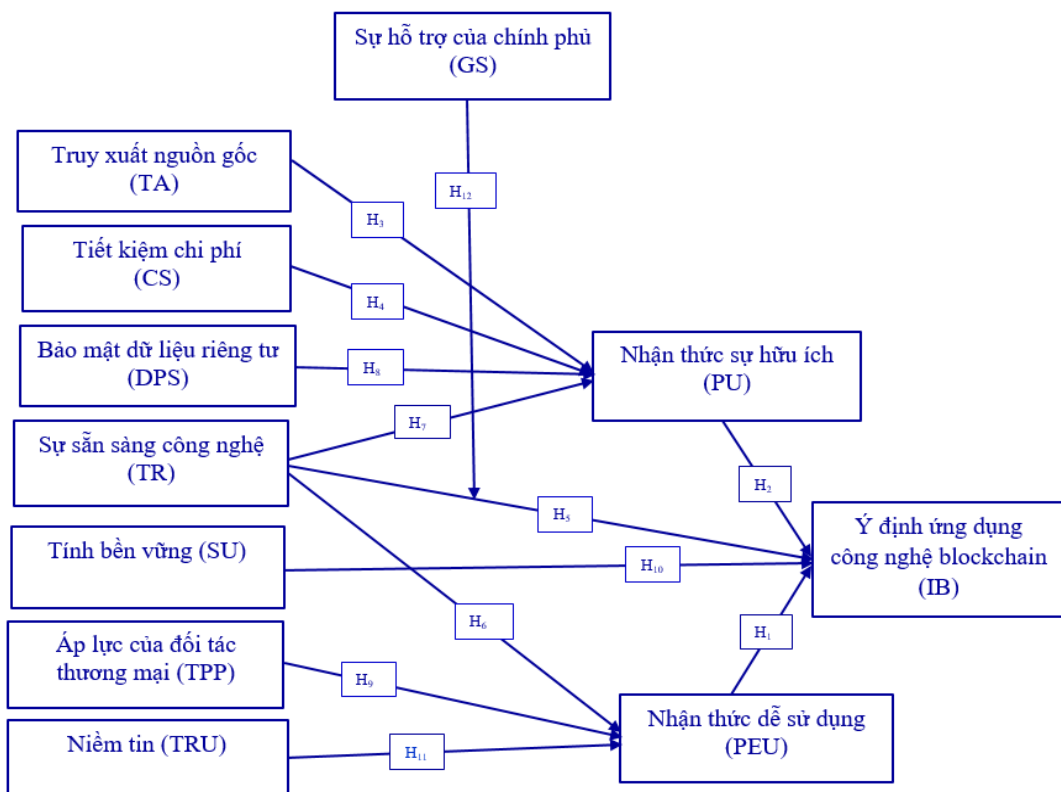 Sự hỗ trợ của chính phủ
(GS)
Truy xuất nguồn gốc
(TA)
H₁₂
H₃
Tiết kiệm chi phí
(CS)
H₄
Bảo mật dữ liệu riêng tư
(DPS)
H₈
Nhận thức sự hữu ích
(PU)
H₇
Sự sẵn sàng công nghệ
(TR)
H₂
H₅
Ý định ứng dụng
công nghệ blockchain
(IB)
Tính bền vững (SU)
H₁₀
H₆
H₁
Áp lực của đối tác
thương mại (TPP)
H₉
Nhận thức dễ sử dụng
(PEU)
Niềm tin (TRU)
H₁₁